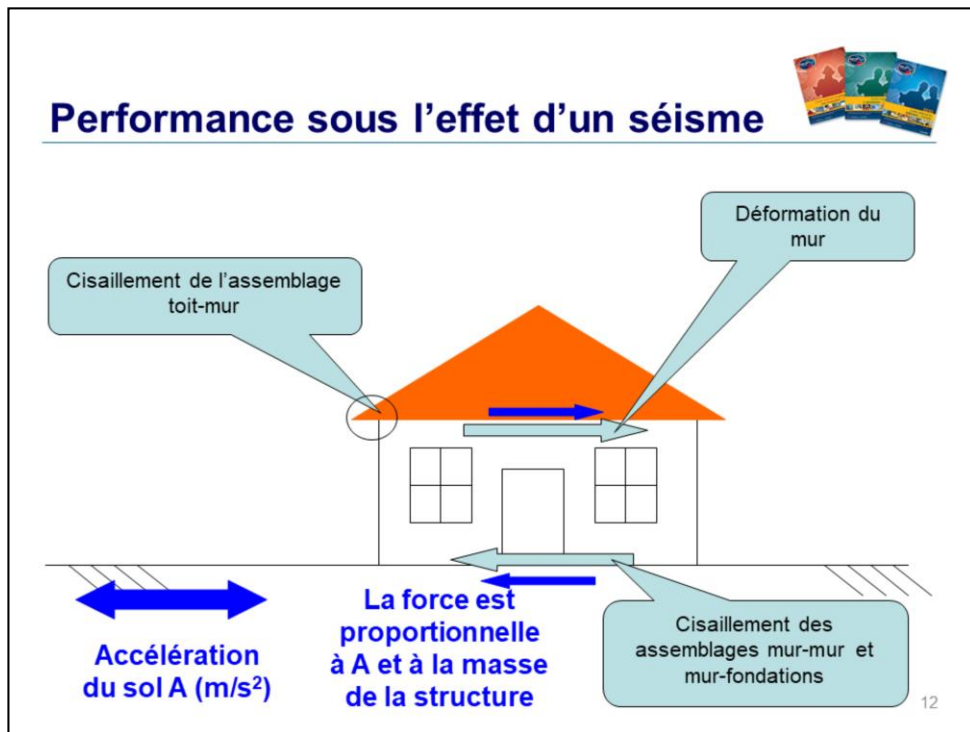 Performance sous l’effet d’un séisme
Déformation du
mur
Cisaillement de l’assemblage
toit-mur
La force est
proportionnelle
à A et à la masse
de la structure
Accélération
du sol A (m/s²)
Cisaillement des
assemblages mur-mur et
mur-fondations
12